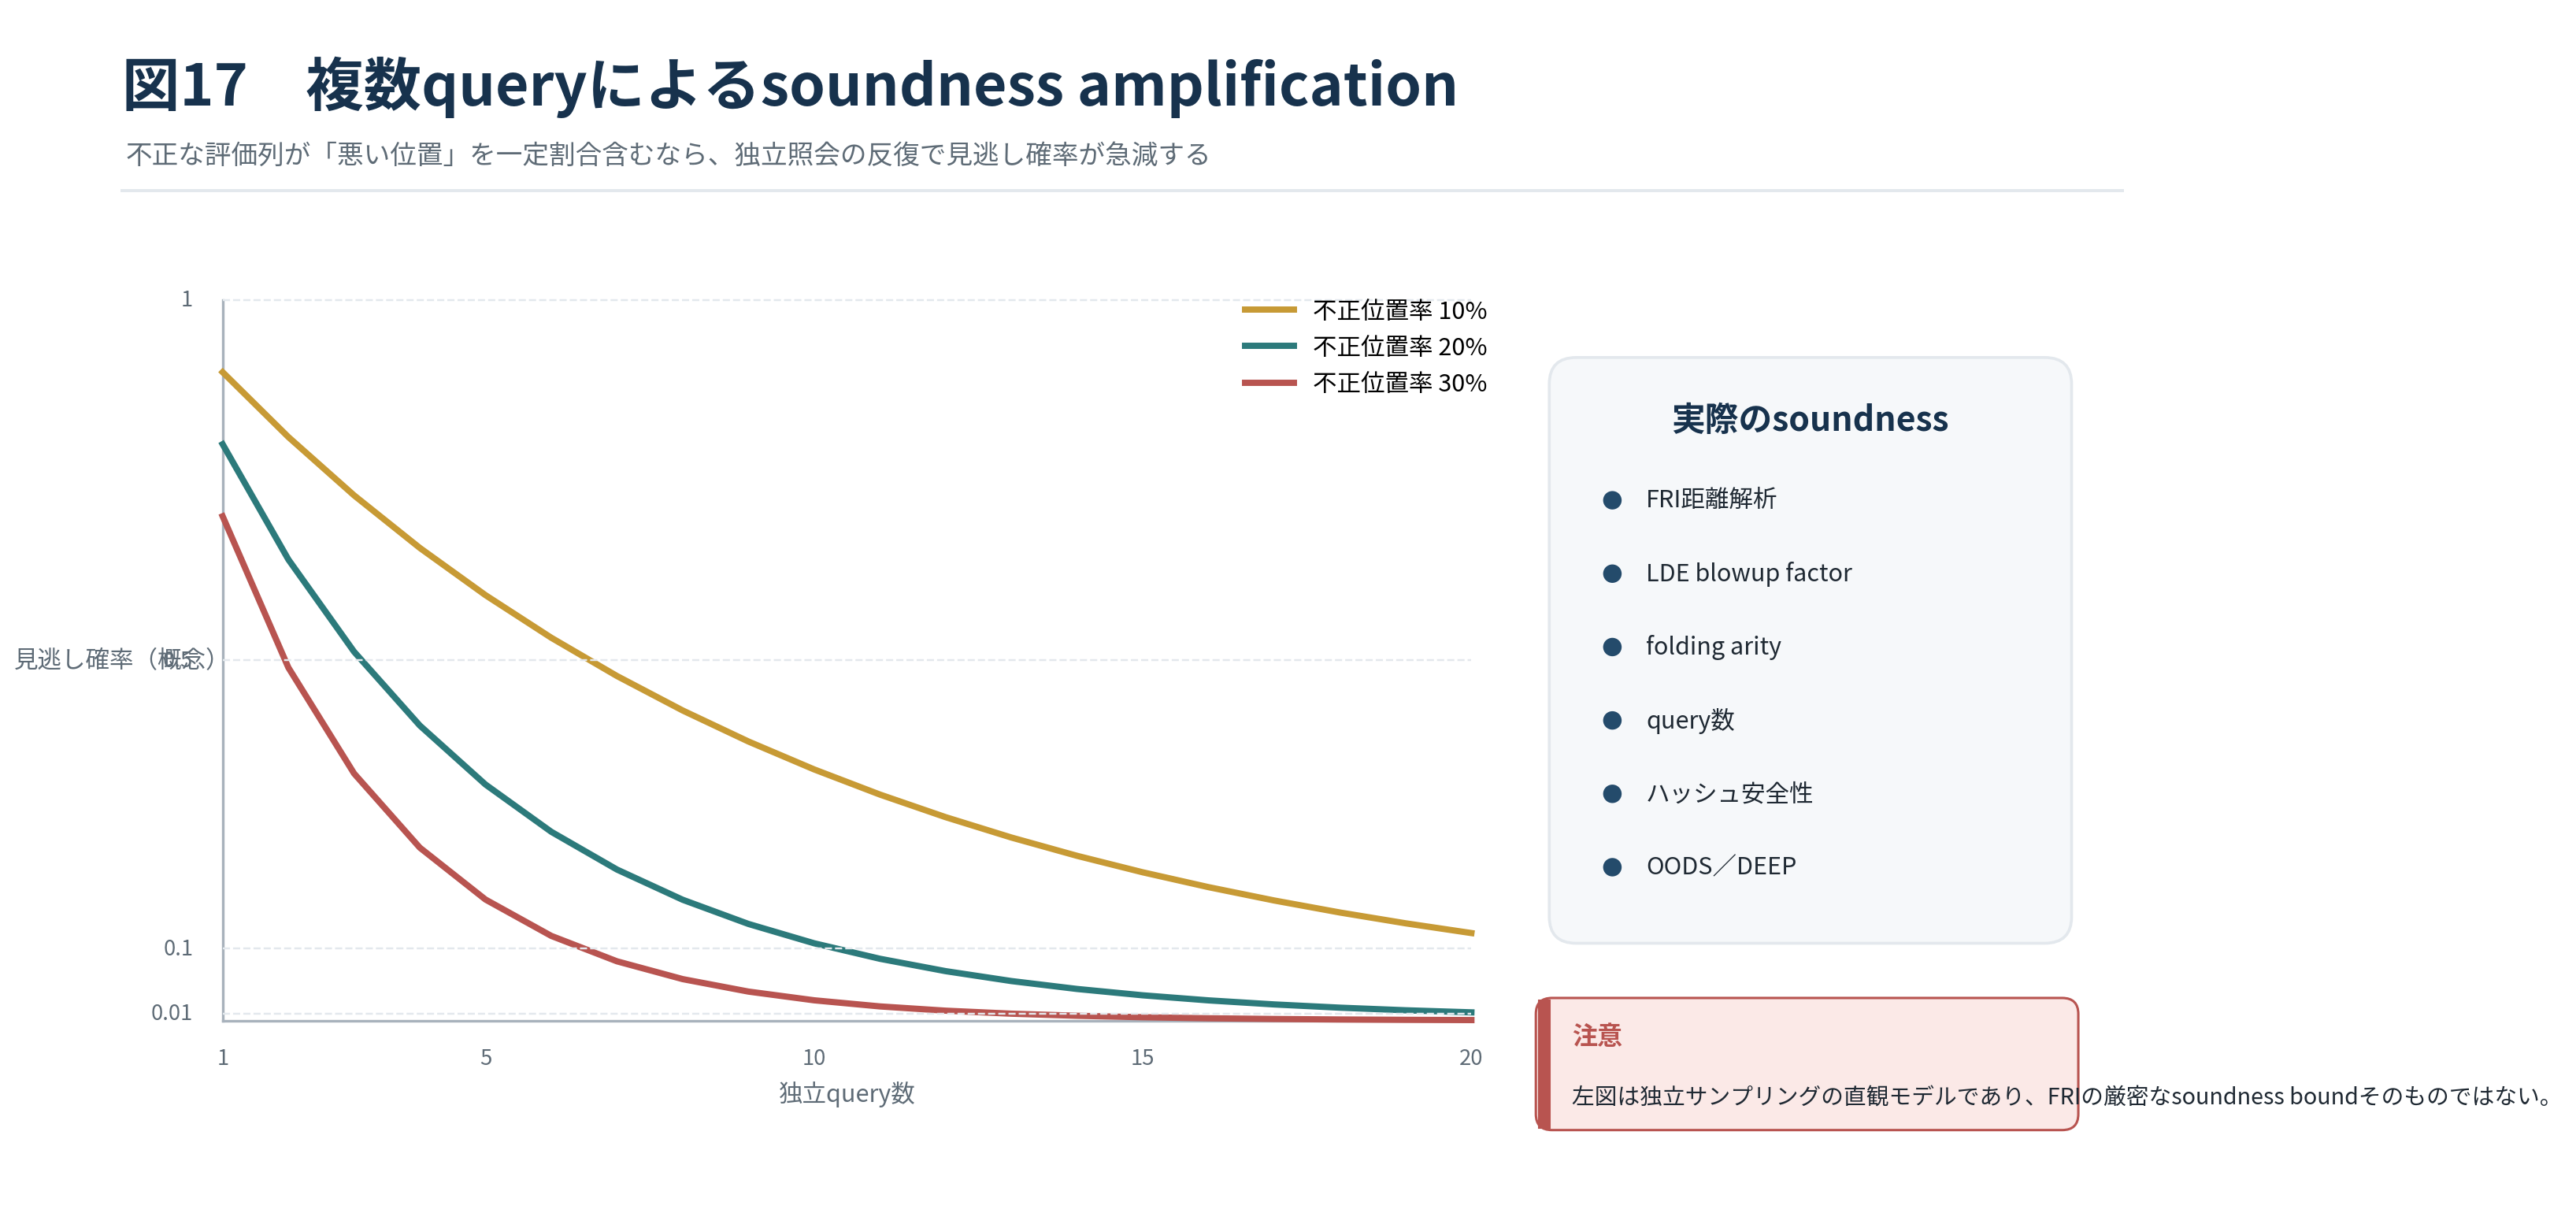 図17　複数queryによるsoundness amplification
不正な評価列が「悪い位置」を一定割合含むなら、独立照会の反復で見逃し確率が急減する
不正位置率 10%
不正位置率 20%
不正位置率 30%
1
見逃し確率（概念）
0.5
0.1
0.01
1
5
10
15
20
独立query数
実際のsoundness
FRI距離解析
LDE blowup factor
folding arity
query数
ハッシュ安全性
OODS／DEEP
注意
左図は独立サンプリングの直観モデルであり、FRIの厳密なsoundness boundそのものではない。